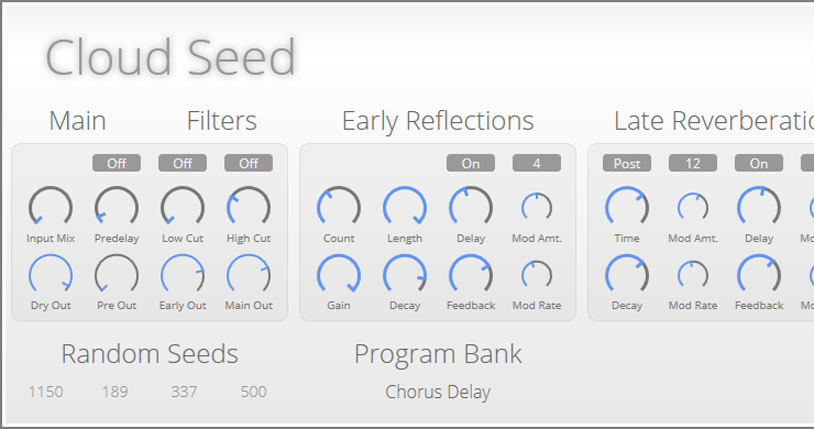 Cloud Seed
Main Filters Early Reflections Late Reverberatio
Off Off Off On 4 Post 12 On
Input Mix Predelay Low Cut High Cut Count Length Delay Mod Amt. Time Mod Amt. Delay Mo
Dry Out Pre Out Early Out Main Out Gain Decay Feedback Mod Rate Decay Mod Rate Feedback Mo
Random Seeds Program Bank
1150 189 337 500 Chorus Delay